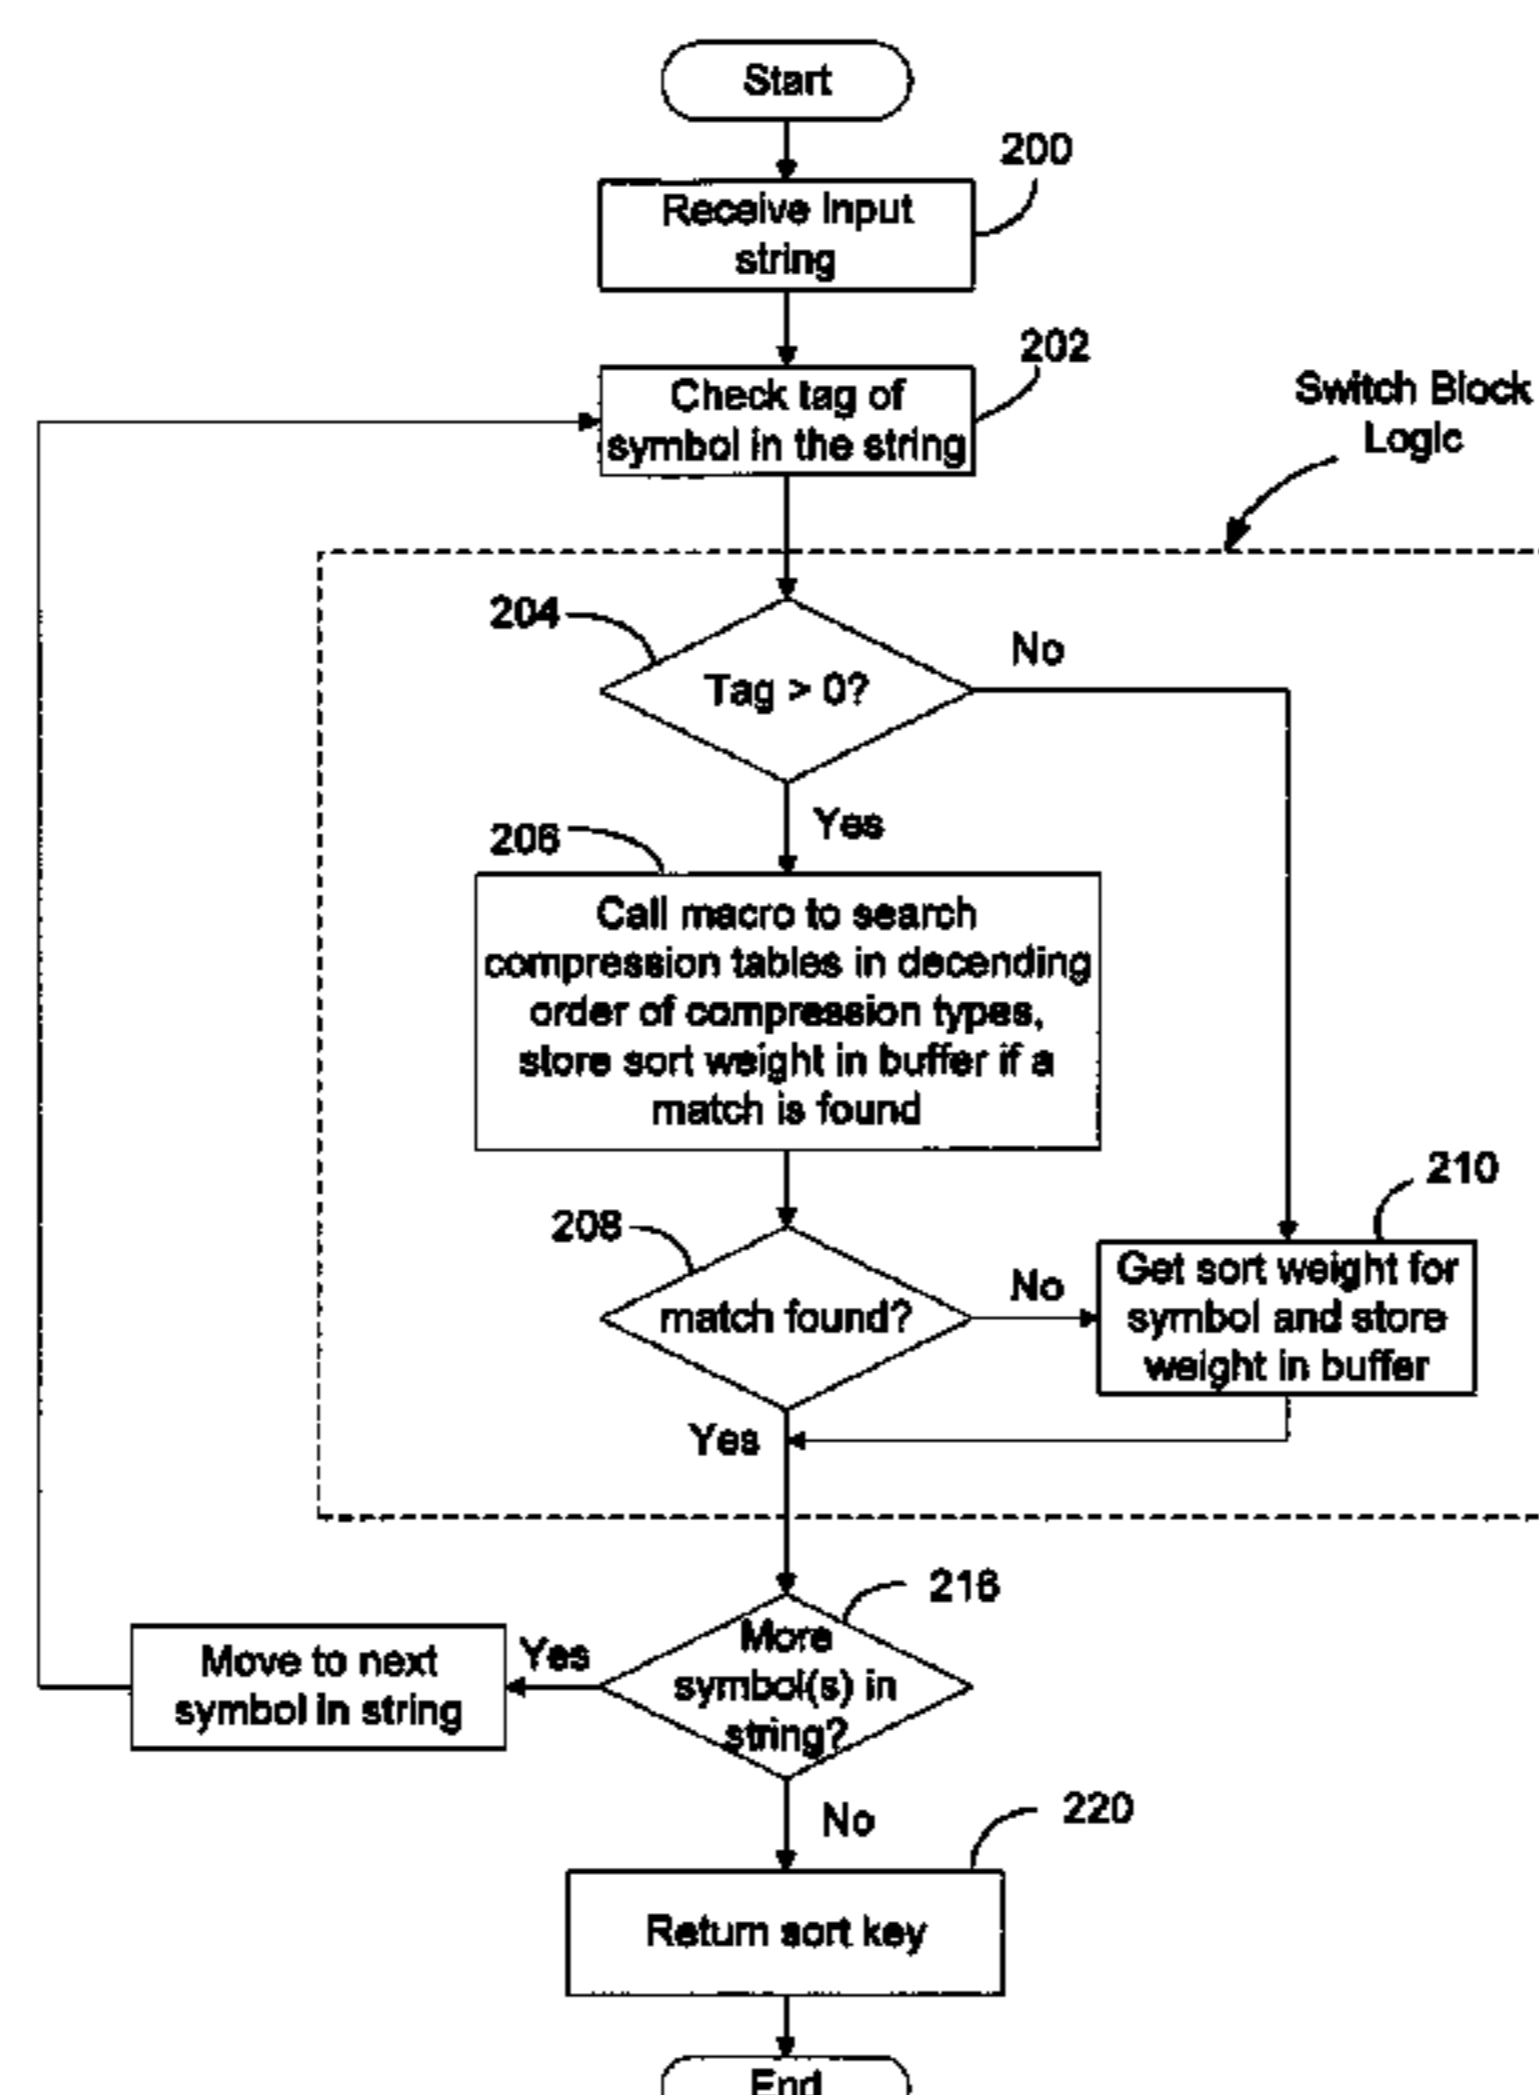 Start
200
Receive input
string
202
Check tag of
symbol in the string
Switch Block
Logic
204
Tag > 0?
No
Yes
206
Call macro to search
compression tables in decending
order of compression types,
store sort weight in buffer if a
match is found
208
match found?
No
210
Get sort weight for
symbol and store
weight in buffer
Yes
216
More
symbol(s) in
string?
Yes
Move to next
symbol in string
No
220
Return sort key
End